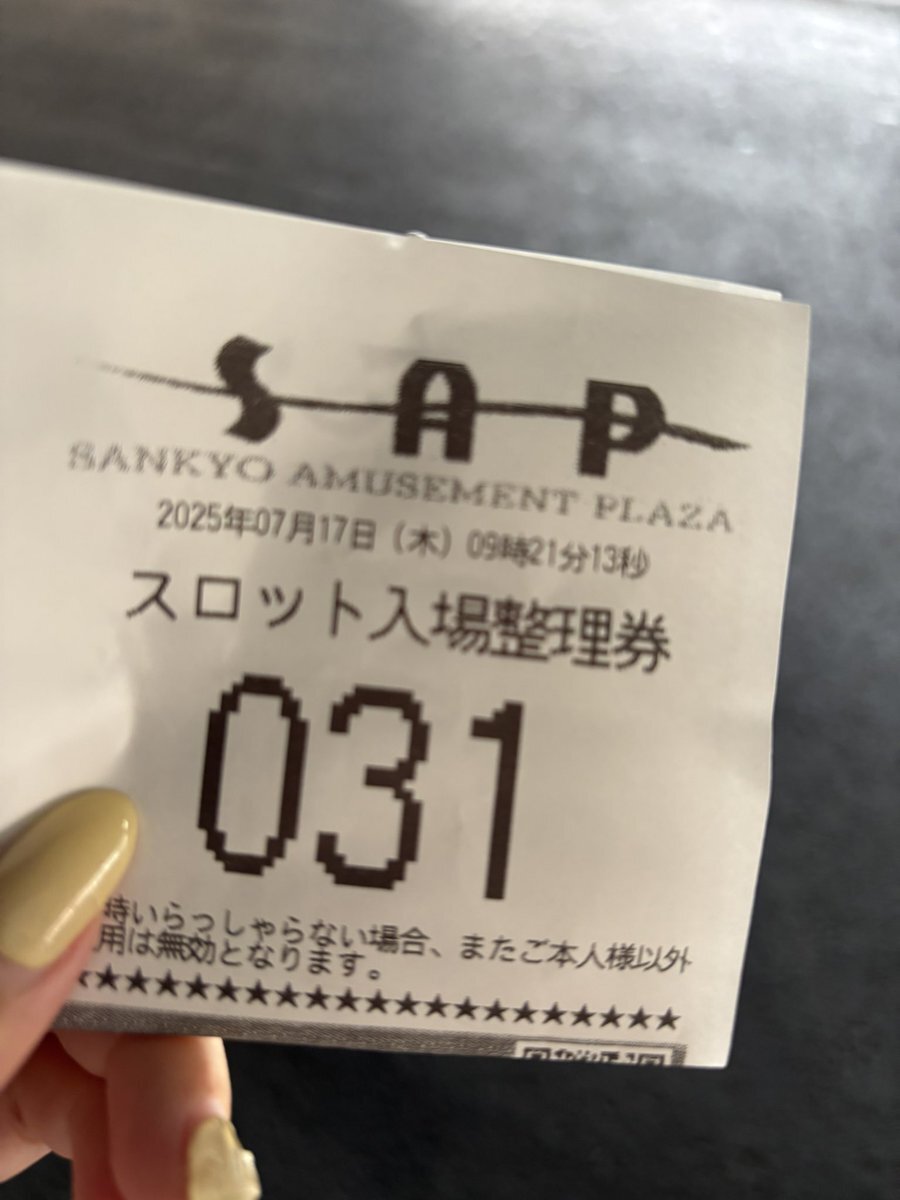 SAP
SANKYO AMUSEMENT PLAZA
2025年07月17日（木）09時21分13秒
スロット入場整理券
031
時いらっしゃらない場合、またご本人様以外
用は無効となります。
★★★★★★★★★★★★★★★★★★★★★